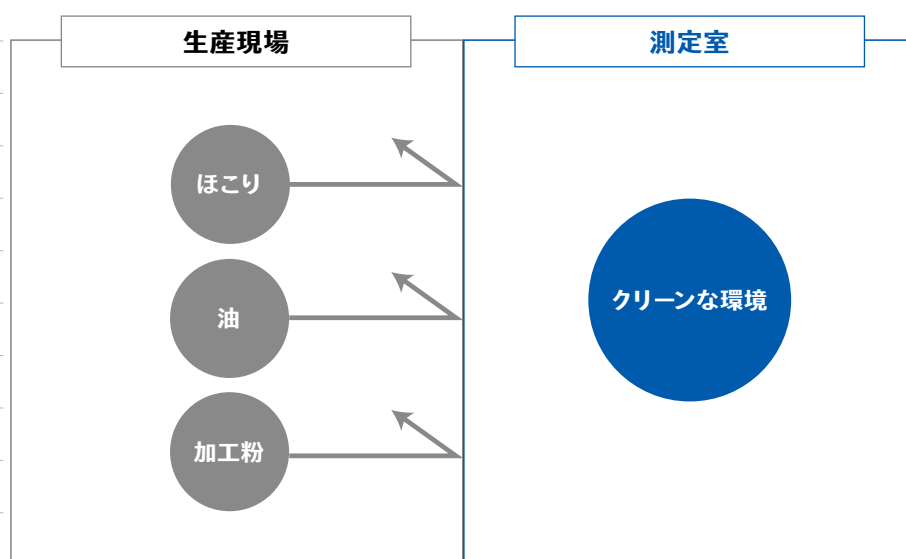 生産現場
測定室
ほこり
油
加工粉
クリーンな環境